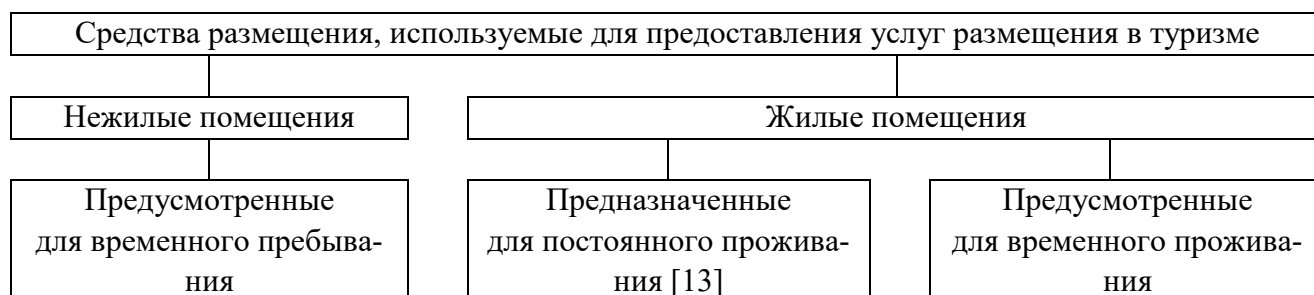 Средства размещения, используемые для предоставления услуг размещения в туризме
Нежилые помещения
Жилые помещения
Предусмотренные
для временного пребыва-
ния
Предназначенные
для постоянного прожива-
ния [13]
Предусмотренные
для временного прожива-
ния